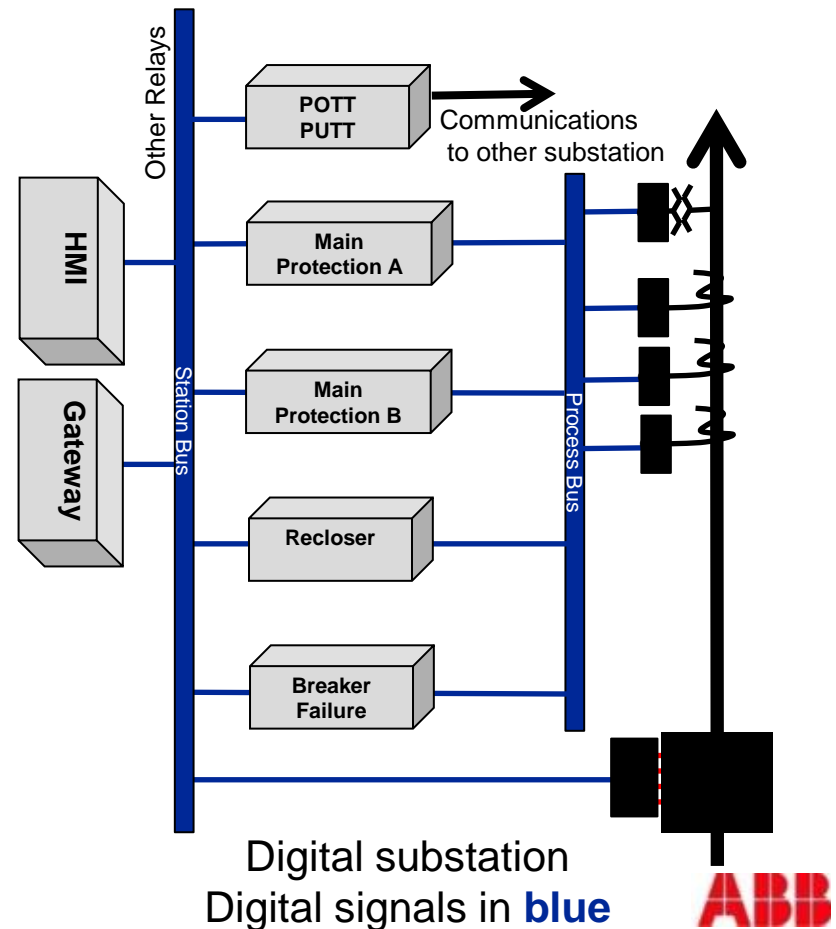 Other Relays
POTT
PUTT
Communications
to other substation
HMI
Main
Protection A
Gateway
Station Bus
Main
Protection B
Process Bus
Recloser
Breaker
Failure
Digital substation
Digital signals in blue
ABB